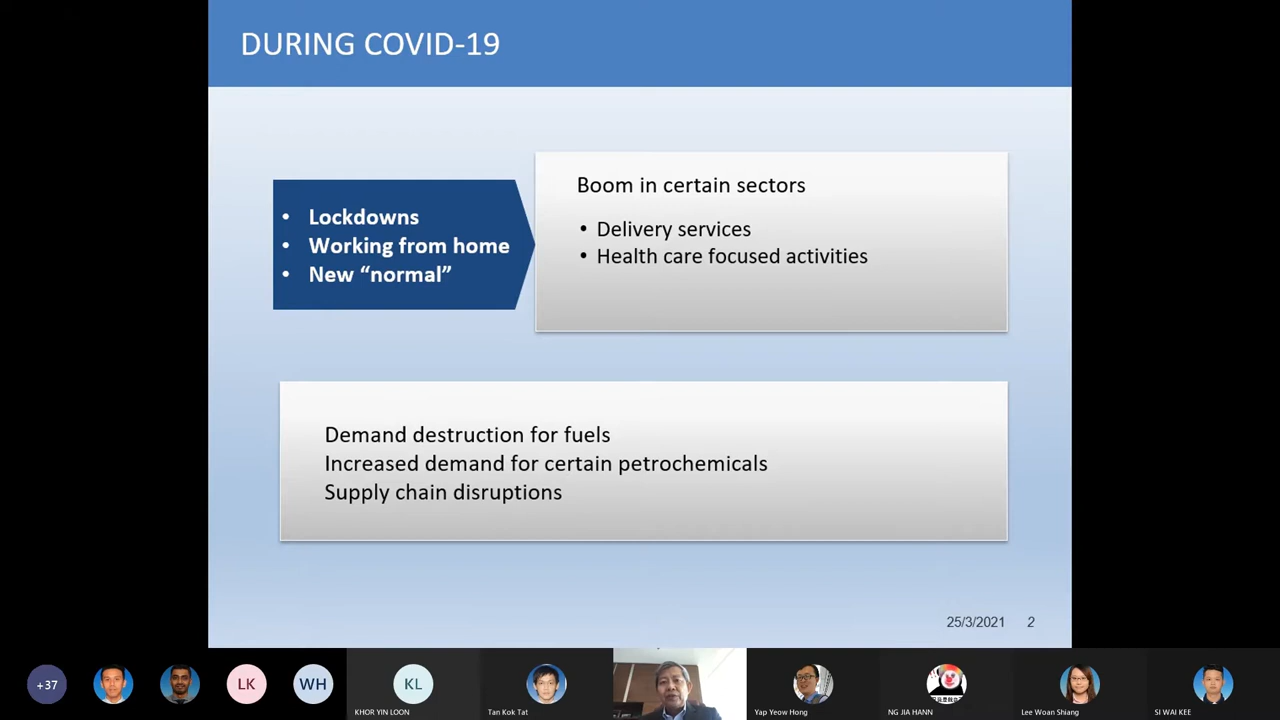 DURING COVID-19
• Lockdowns
• Working from home
• New “normal”
Boom in certain sectors
• Delivery services
• Health care focused activities
Demand destruction for fuels
Increased demand for certain petrochemicals
Supply chain disruptions
25/3/2021 2
+37
LK
WH
KL
KHOR YIN LOON
Tan Kok Tat
Yap Yeow Hong
NG JIA HANN
Lee Woan Shiang
SI WAI KEE